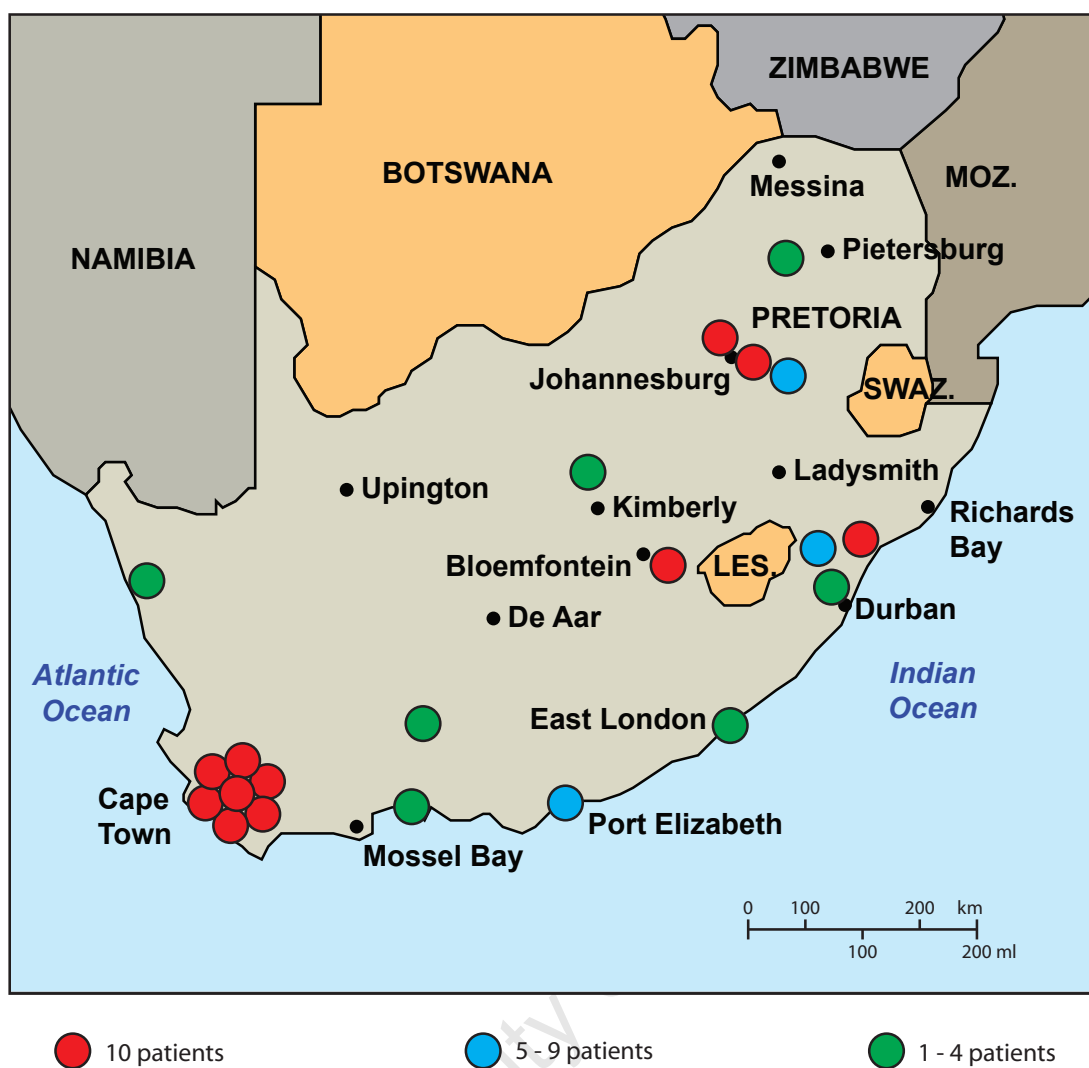 ZIMBABWE
BOTSWANA
Messina
MOZ.
NAMIBIA
Pietersburg
PRETORIA
Johannesburg
SWAZ.
Upington
Ladysmith
Kimberly
Richards
Bay
Bloemfontein
LES.
De Aar
Durban
Atlantic
Ocean
Indian
Ocean
East London
Cape
Town
Port Elizabeth
Mossel Bay
0 100 200 km
100 200 ml
10 patients
5 - 9 patients
1 - 4 patients